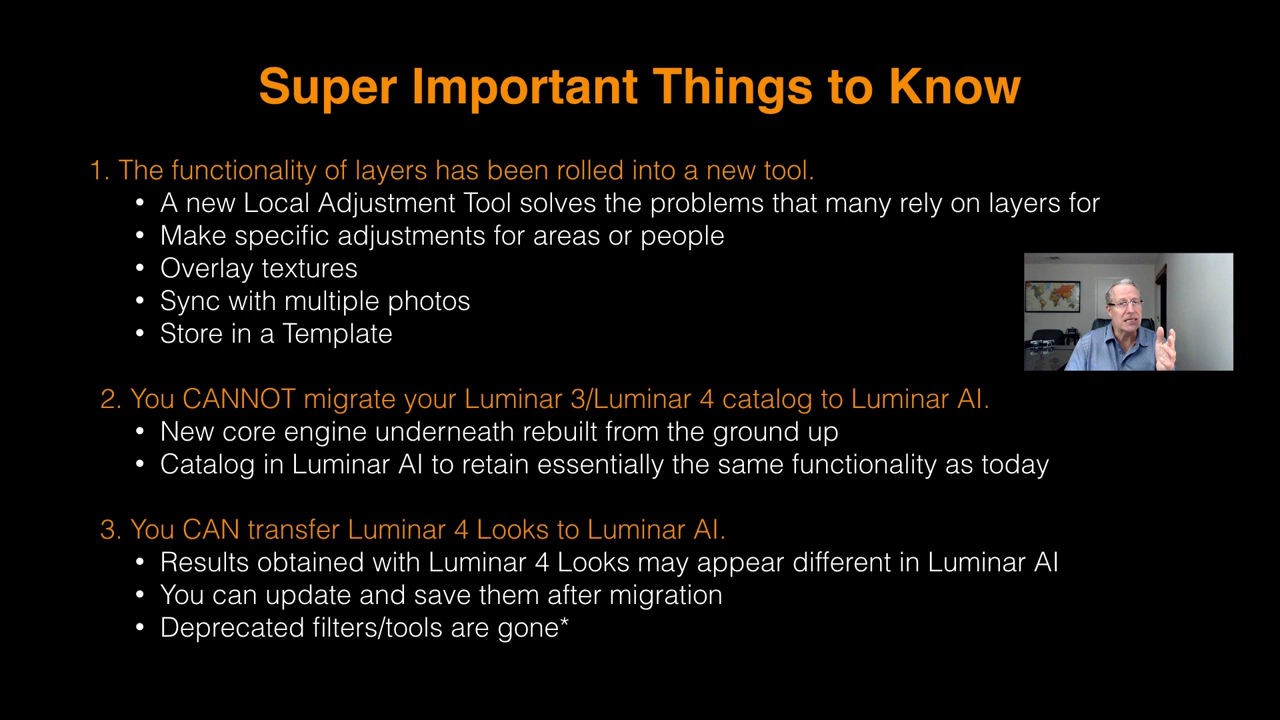 Super Important Things to Know
1. The functionality of layers has been rolled into a new tool.
• A new Local Adjustment Tool solves the problems that many rely on layers for
• Make specific adjustments for areas or people
• Overlay textures
• Sync with multiple photos
• Store in a Template
2. You CANNOT migrate your Luminar 3/Luminar 4 catalog to Luminar AI.
• New core engine underneath rebuilt from the ground up
• Catalog in Luminar AI to retain essentially the same functionality as today
3. You CAN transfer Luminar 4 Looks to Luminar AI.
• Results obtained with Luminar 4 Looks may appear different in Luminar AI
• You can update and save them after migration
• Deprecated filters/tools are gone*